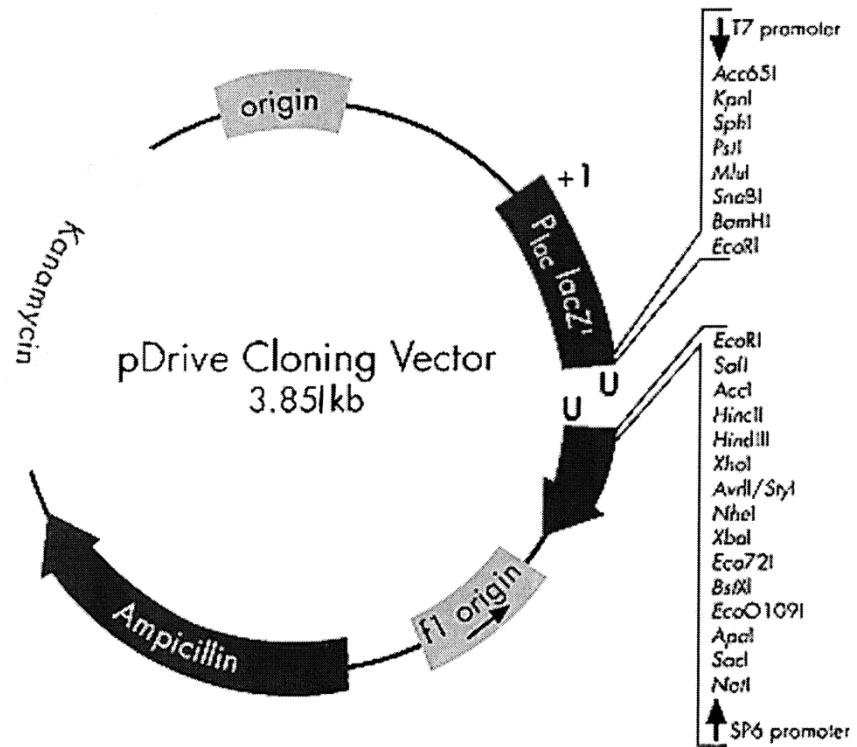 T7 promoter
Acc65I
KpnI
SphI
PstI
MluI
SnaBI
BamHI
EcoRI
origin
+1
Plac lacZ'
Kanamycin
pDrive Cloning Vector
3.851kb
U
U
EcoRI
SalI
AccI
HincII
HindIII
XhoI
AvrII/StyI
NheI
XbaI
Eco72I
BstXI
EcoO109I
ApaI
SacI
NotI
SP6 promoter
F1 origin
Ampicillin